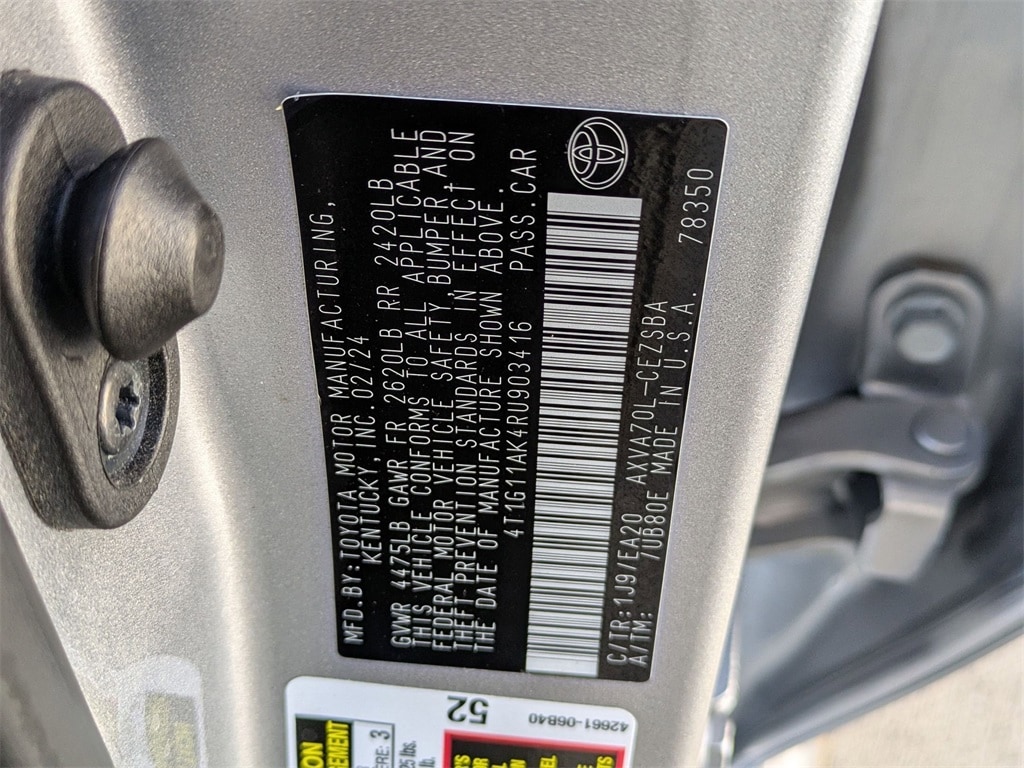 MFD.BY:TOYOTA MOTOR MANUFACTURING,
KENTUCKY, INC. 02/24
GVWR 4475LB GAWR FR 2620LB RR 2420LB
THIS VEHICLE CONFORMS TO ALL APPLICABLE
FEDERAL MOTOR VEHICLE SAFETY, BUMPER, AND
THEFT-PREVENTION STANDARDS IN EFFECT ON
THE DATE OF MANUFACTURE SHOWN ABOVE.
4T1G11AK4RU903416 PASS.CAR
C/TR:1J9/EA20 AXVA70L-CEZSBA
A/TM: 7UB80E MADE IN U.S.A. 78350
52
42661-06B40
3